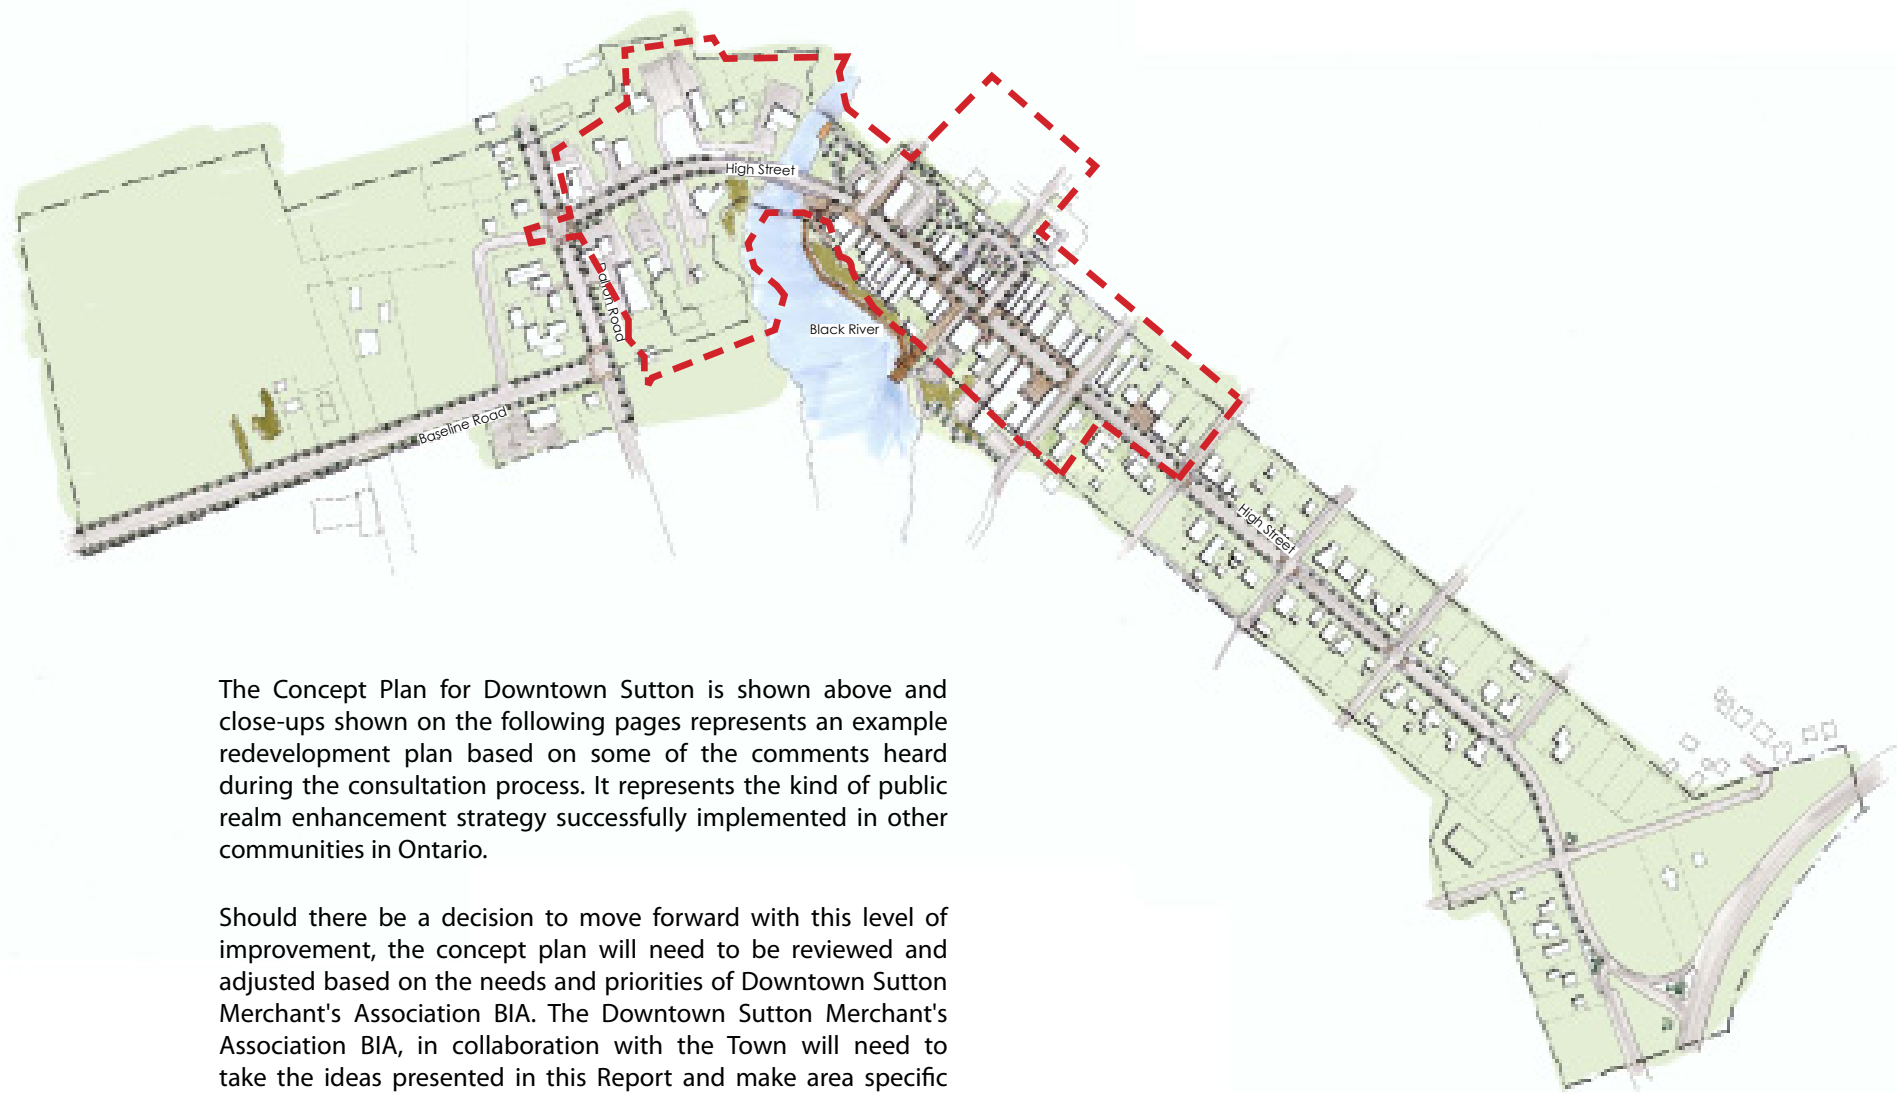 High Street
Dalton Road
Black River
Baseline Road
High Street
The Concept Plan for Downtown Sutton is shown above and
close-ups shown on the following pages represents an example
redevelopment plan based on some of the comments heard
during the consultation process. It represents the kind of public
realm enhancement strategy successfully implemented in other
communities in Ontario.
Should there be a decision to move forward with this level of
improvement, the concept plan will need to be reviewed and
adjusted based on the needs and priorities of Downtown Sutton
Merchant's Association BIA. The Downtown Sutton Merchant's
Association BIA, in collaboration with the Town will need to
take the ideas presented in this Report and make area specific